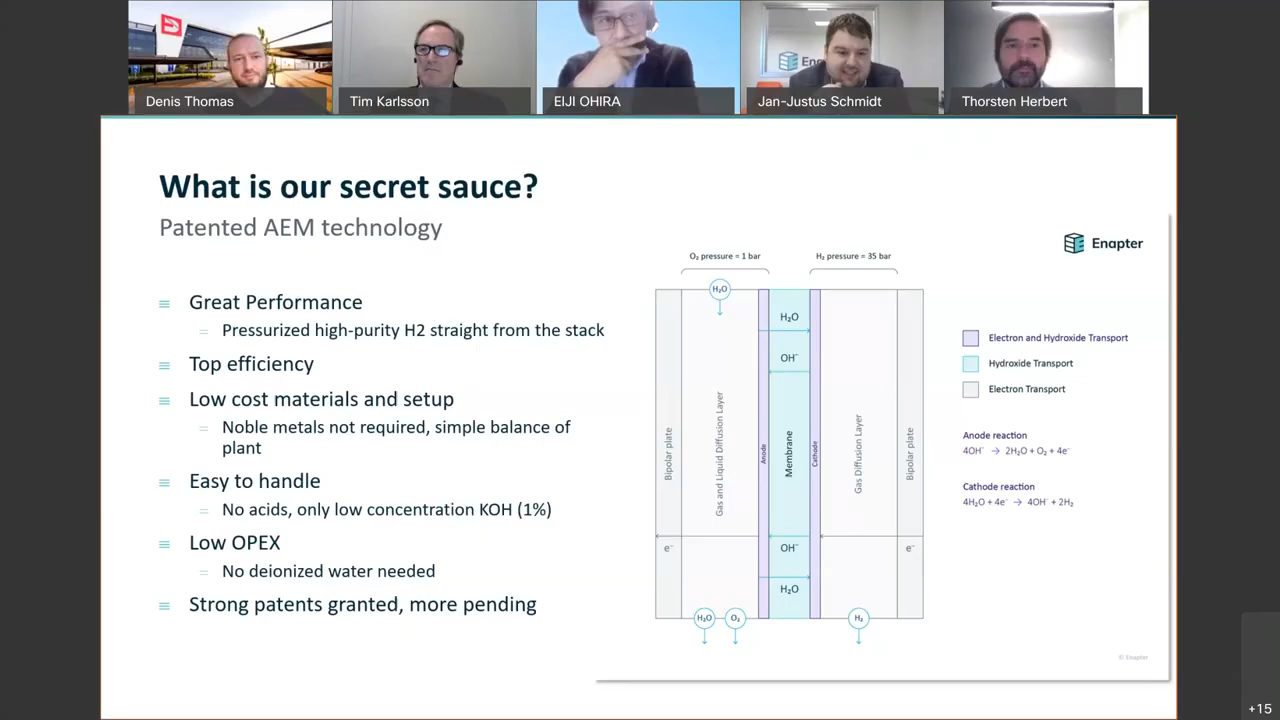 Denis Thomas
Tim Karlsson
EIJI OHIRA
Enap
Jan-Justus Schmidt
Thorsten Herbert
What is our secret sauce?
Patented AEM technology
Great Performance
Pressurized high-purity H2 straight from the stack
Top efficiency
Low cost materials and setup
Noble metals not required, simple balance of
plant
Easy to handle
No acids, only low concentration KOH (1%)
Low OPEX
No deionized water needed
Strong patents granted, more pending
O₂ pressure = 1 bar
H₂ pressure = 35 bar
H₂O
H₂O
OH⁻
Bipolar plate
Gas and Liquid Diffusion Layer
Anode
Membrane
Cathode
Gas Diffusion Layer
Bipolar plate
e⁻
OH⁻
e⁻
H₂O
H₂O
O₂
H₂
Enapter
Electron and Hydroxide Transport
Hydroxide Transport
Electron Transport
Anode reaction
4OH⁻ → 2H₂O + O₂ + 4e⁻
Cathode reaction
4H₂O + 4e⁻ → 4OH⁻ + 2H₂
© Enapter
+15